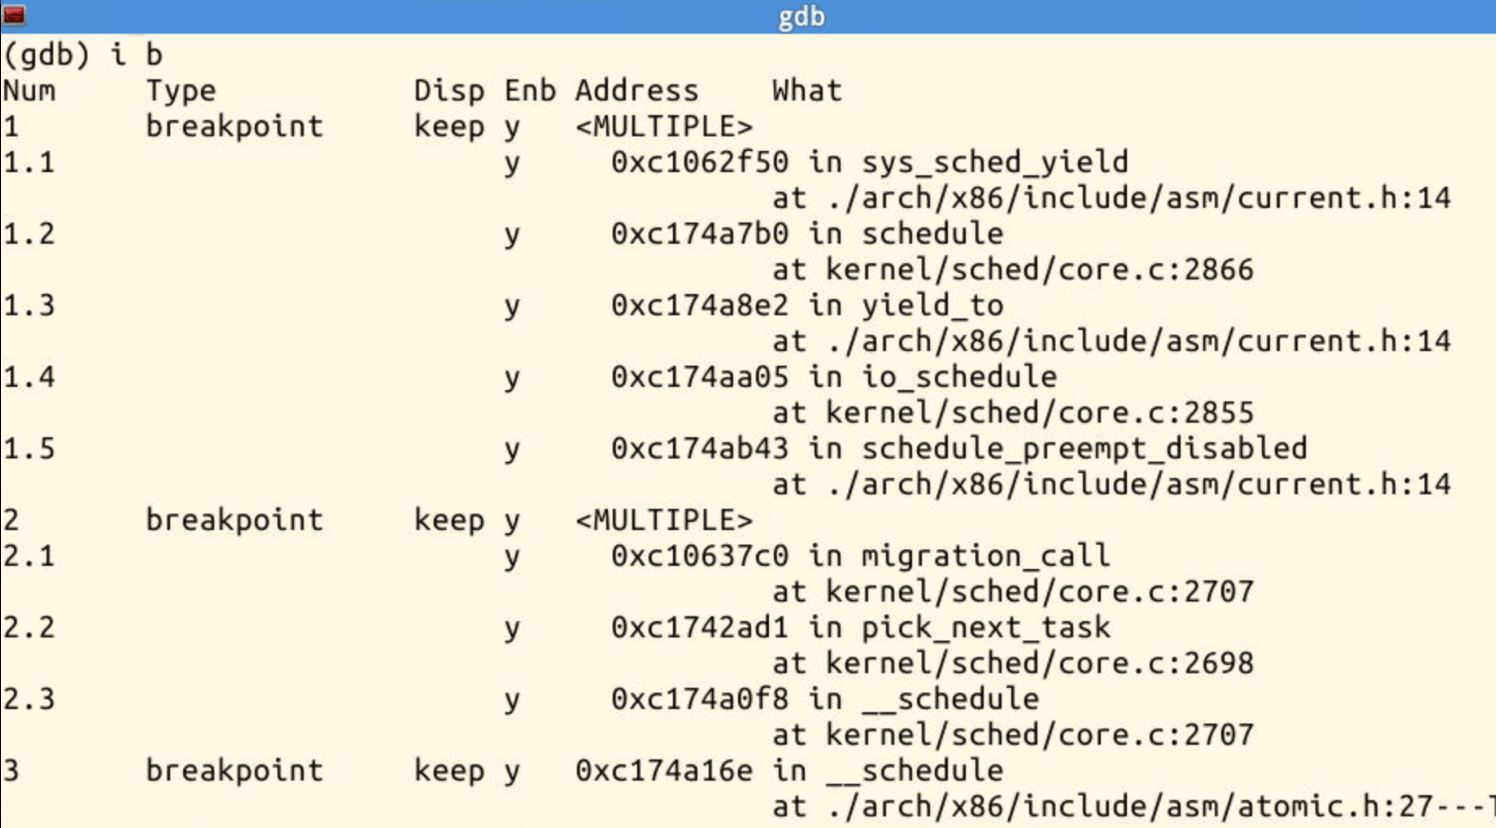 gdb
(gdb) i b
Num     Type           Disp Enb Address    What
1       breakpoint     keep y   <MULTIPLE>
1.1                         y     0xc1062f50 in sys_sched_yield
                                           at ./arch/x86/include/asm/current.h:14
1.2                         y     0xc174a7b0 in schedule
                                           at kernel/sched/core.c:2866
1.3                         y     0xc174a8e2 in yield_to
                                           at ./arch/x86/include/asm/current.h:14
1.4                         y     0xc174aa05 in io_schedule
                                           at kernel/sched/core.c:2855
1.5                         y     0xc174ab43 in schedule_preempt_disabled
                                           at ./arch/x86/include/asm/current.h:14
2       breakpoint     keep y   <MULTIPLE>
2.1                         y     0xc10637c0 in migration_call
                                           at kernel/sched/core.c:2707
2.2                         y     0xc1742ad1 in pick_next_task
                                           at kernel/sched/core.c:2698
2.3                         y     0xc174a0f8 in __schedule
                                           at kernel/sched/core.c:2707
3       breakpoint     keep y   0xc174a16e in __schedule
                                           at ./arch/x86/include/asm/atomic.h:27---